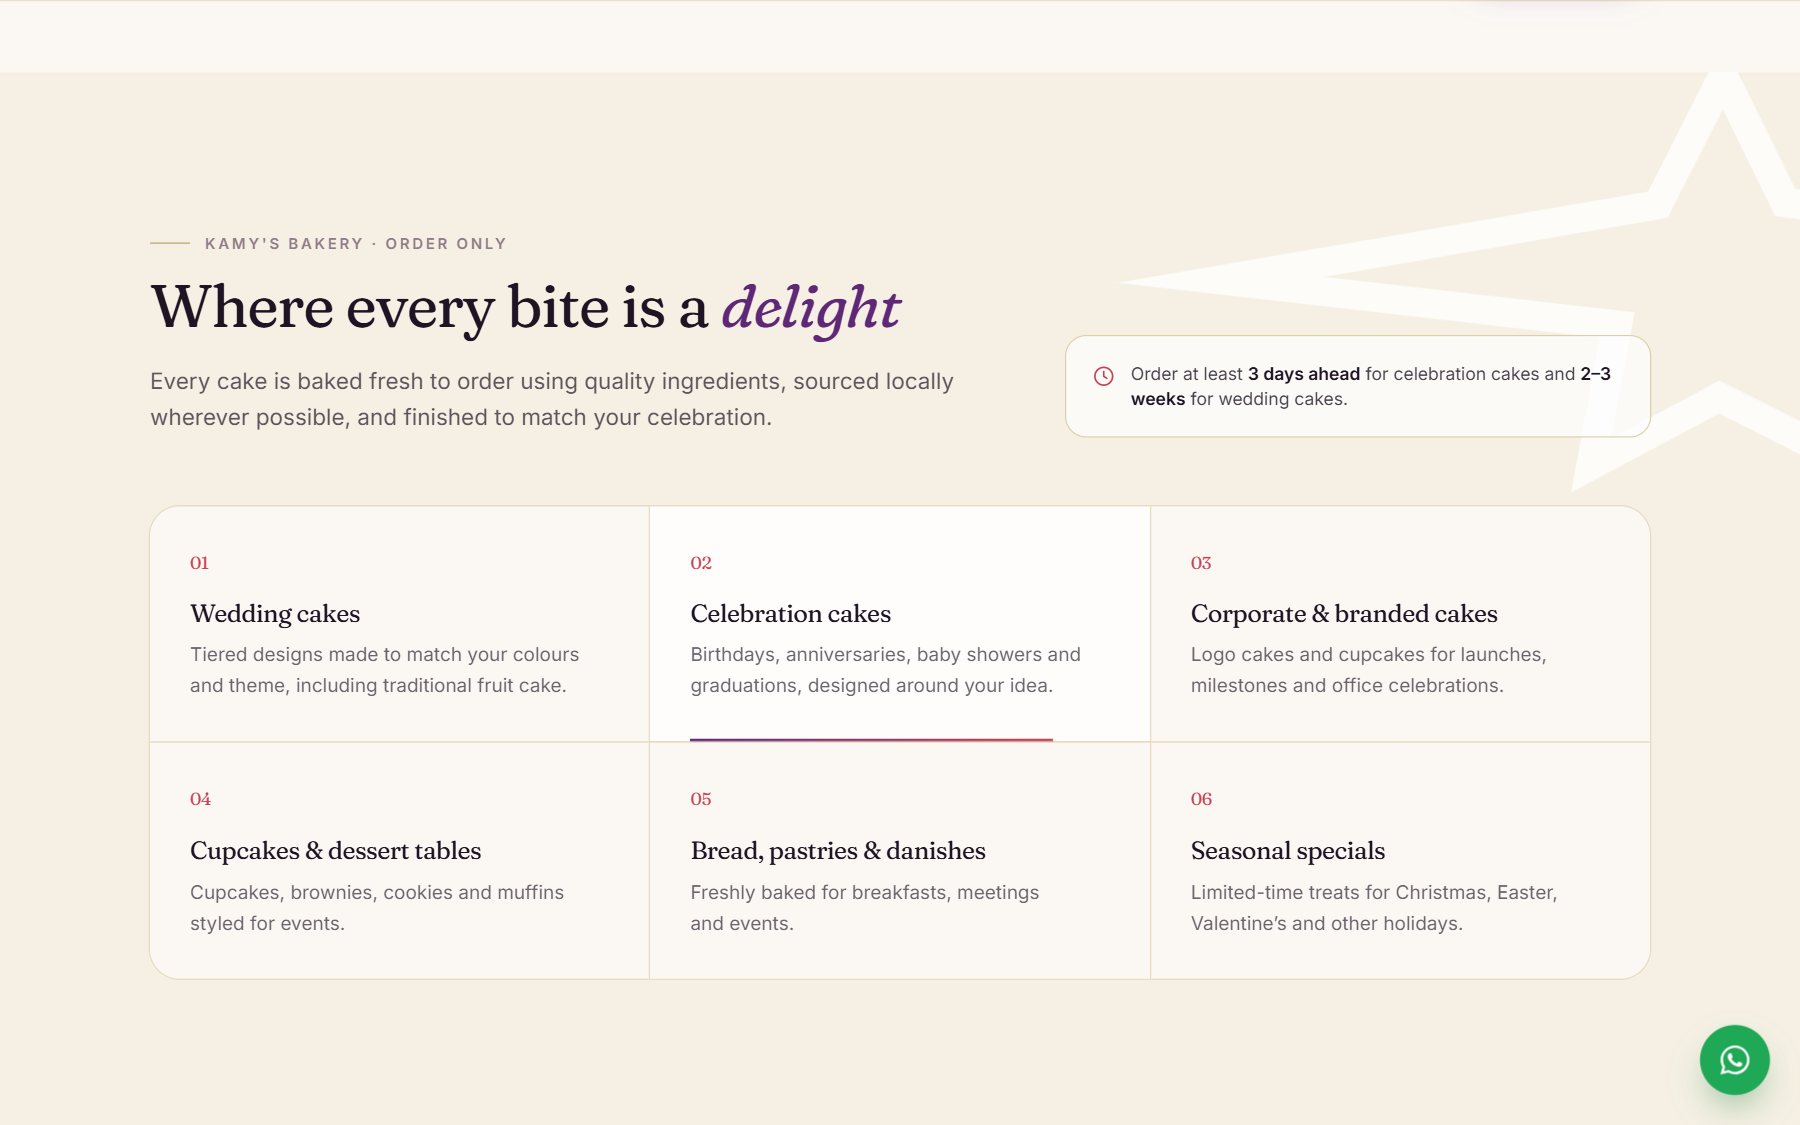 KAMY'S BAKERY · ORDER ONLY
Where every bite is a delight
Every cake is baked fresh to order using quality ingredients, sourced locally
wherever possible, and finished to match your celebration.
Order at least 3 days ahead for celebration cakes and 2–3
weeks for wedding cakes.
01
Wedding cakes
Tiered designs made to match your colours
and theme, including traditional fruit cake.
02
Celebration cakes
Birthdays, anniversaries, baby showers and
graduations, designed around your idea.
03
Corporate & branded cakes
Logo cakes and cupcakes for launches,
milestones and office celebrations.
04
Cupcakes & dessert tables
Cupcakes, brownies, cookies and muffins
styled for events.
05
Bread, pastries & danishes
Freshly baked for breakfasts, meetings
and events.
06
Seasonal specials
Limited-time treats for Christmas, Easter,
Valentine’s and other holidays.